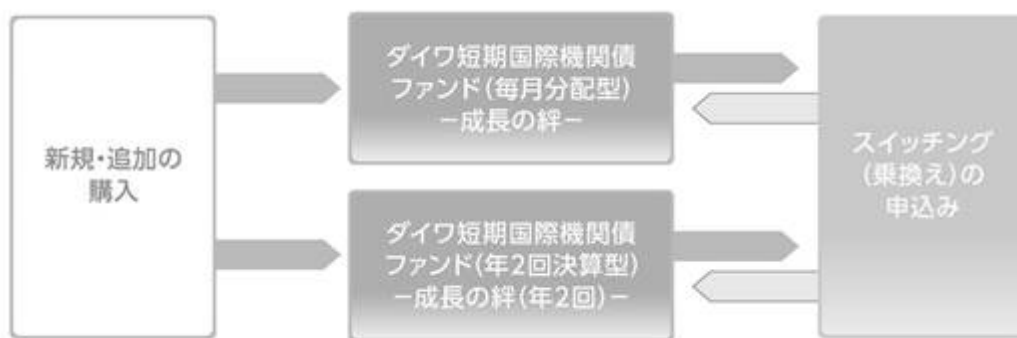 新規・追加の
購入
ダイワ短期国際機関債
ファンド(毎月分配型)
－成長の絆－
ダイワ短期国際機関債
ファンド(年2回決算型)
－成長の絆(年2回)－
スイッチング
(乗換え)の
申込み